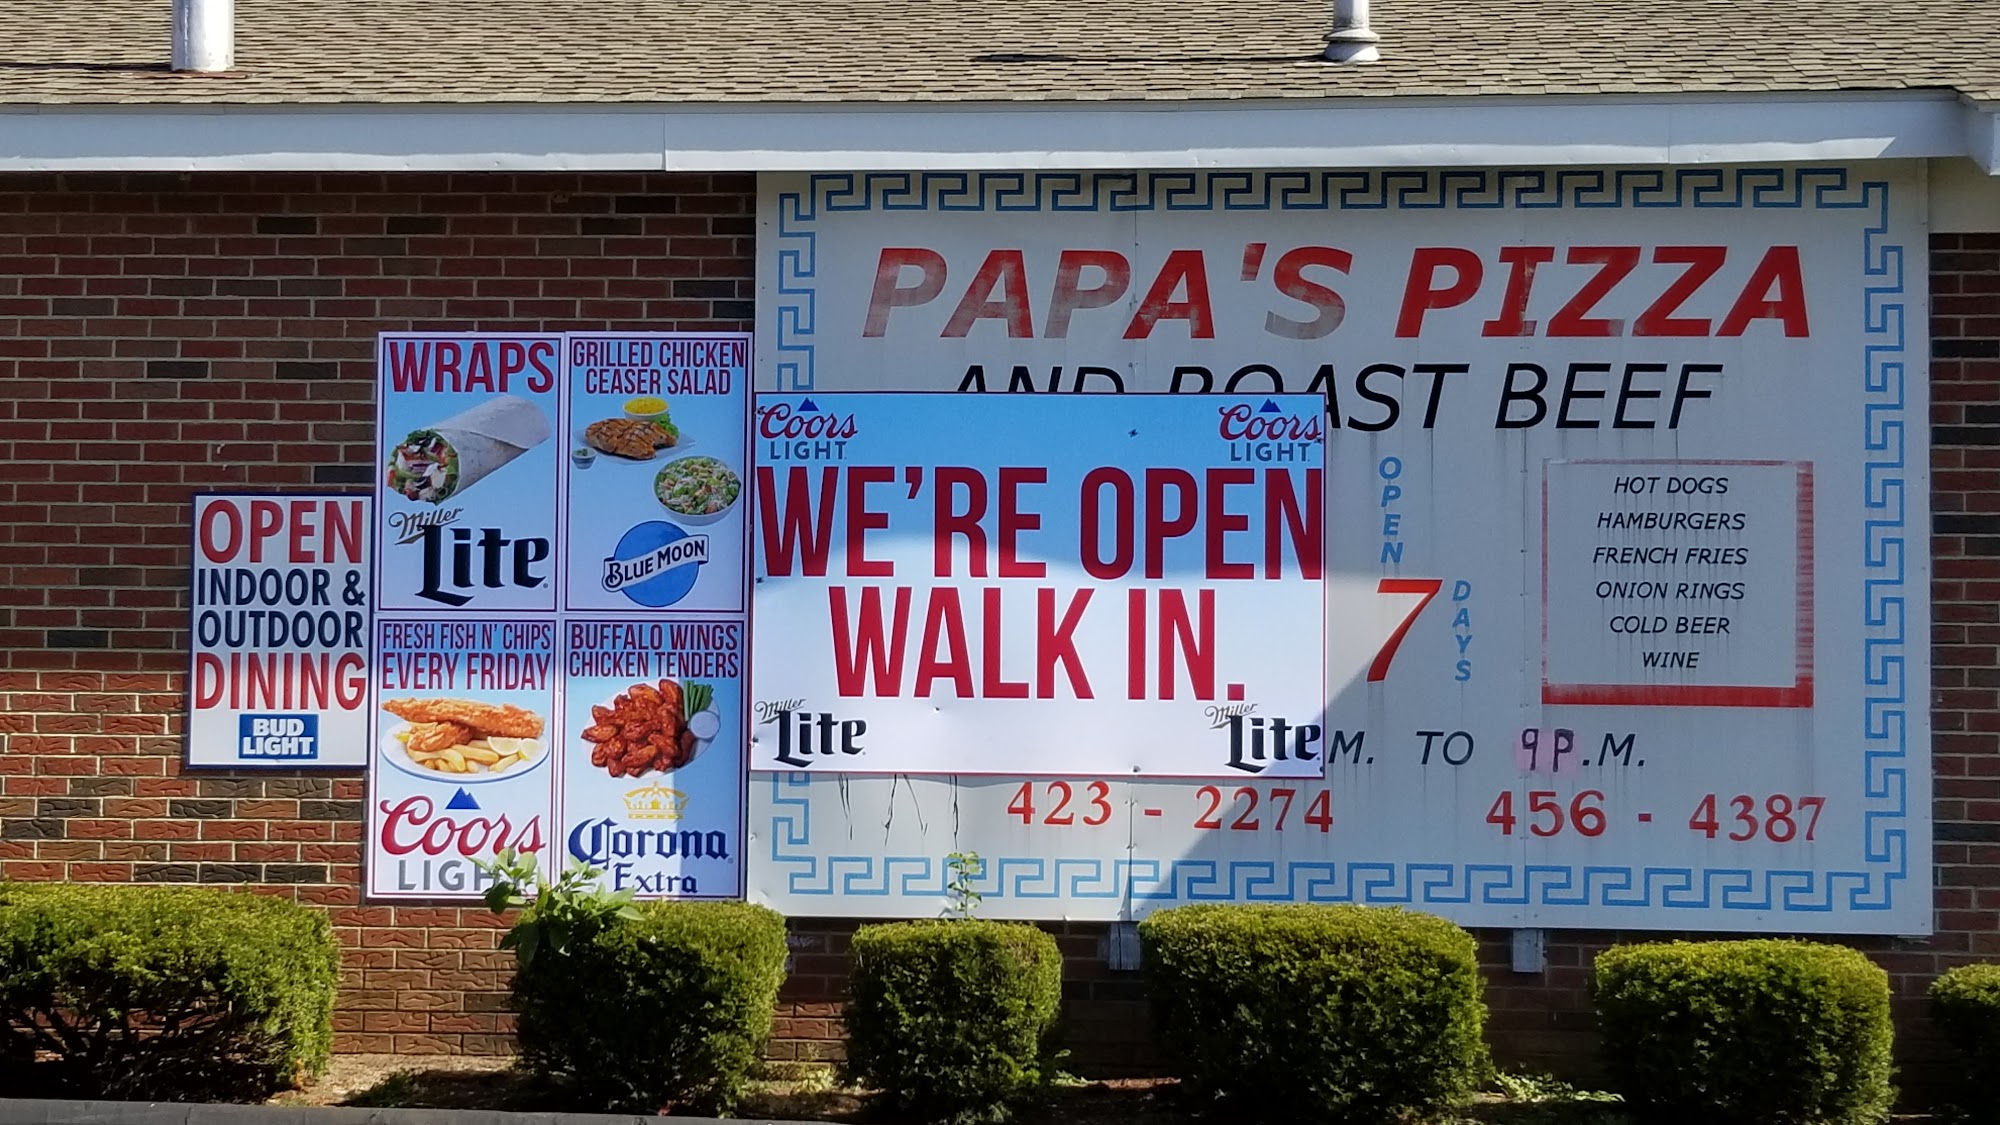 PAPA'S PIZZA
AND ROAST BEEF
WRAPS
Miller
Lite
GRILLED CHICKEN
CEASER SALAD
BLUE MOON
OPEN
INDOOR &
OUTDOOR
DINING
BUD
LIGHT
FRESH FISH N' CHIPS
EVERY FRIDAY
Coors
LIGHT
BUFFALO WINGS
CHICKEN TENDERS
Corona
Extra
Coors
LIGHT
Coors
LIGHT
WE'RE OPEN
WALK IN.
Miller
Lite
Miller
Lite
OPEN
7
DAYS
HOT DOGS
HAMBURGERS
FRENCH FRIES
ONION RINGS
COLD BEER
WINE
M. TO 9P.M.
423 - 2274 456 - 4387